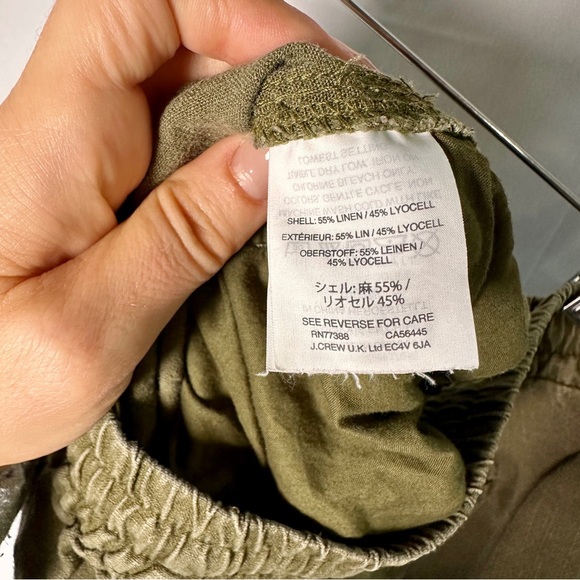 SHELL: 55% LINEN / 45% LYOCELL
EXTÉRIEUR: 55% LIN / 45% LYOCELL
OBERSTOFF: 55% LEINEN /
45% LYOCELL
シェル: 麻 55% /
リオセル 45%
SEE REVERSE FOR CARE
RN77388 CA56445
J.CREW U.K. Ltd EC4V 6JA